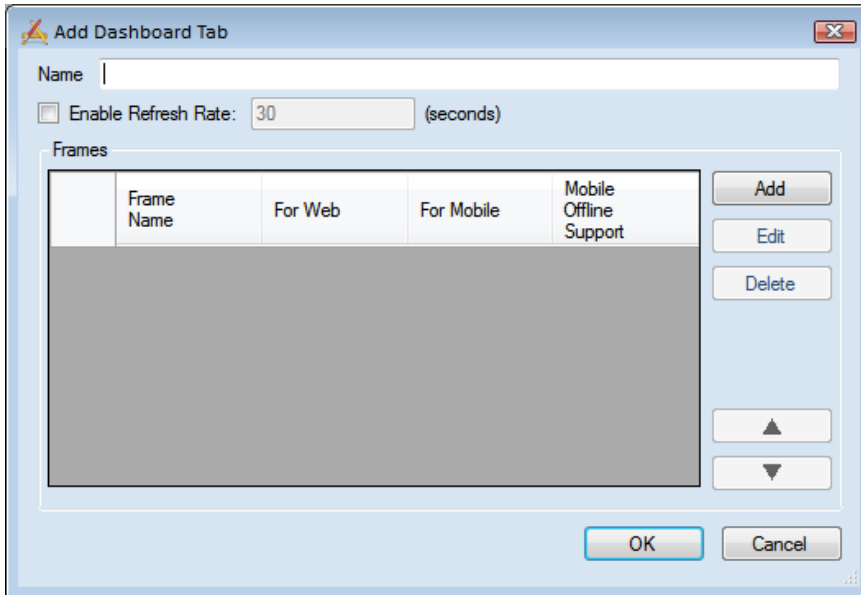 Add Dashboard Tab
Name
Enable Refresh Rate: 30 (seconds)
Frames
Frame Name
For Web
For Mobile
Mobile Offline Support
Add
Edit
Delete
OK
Cancel